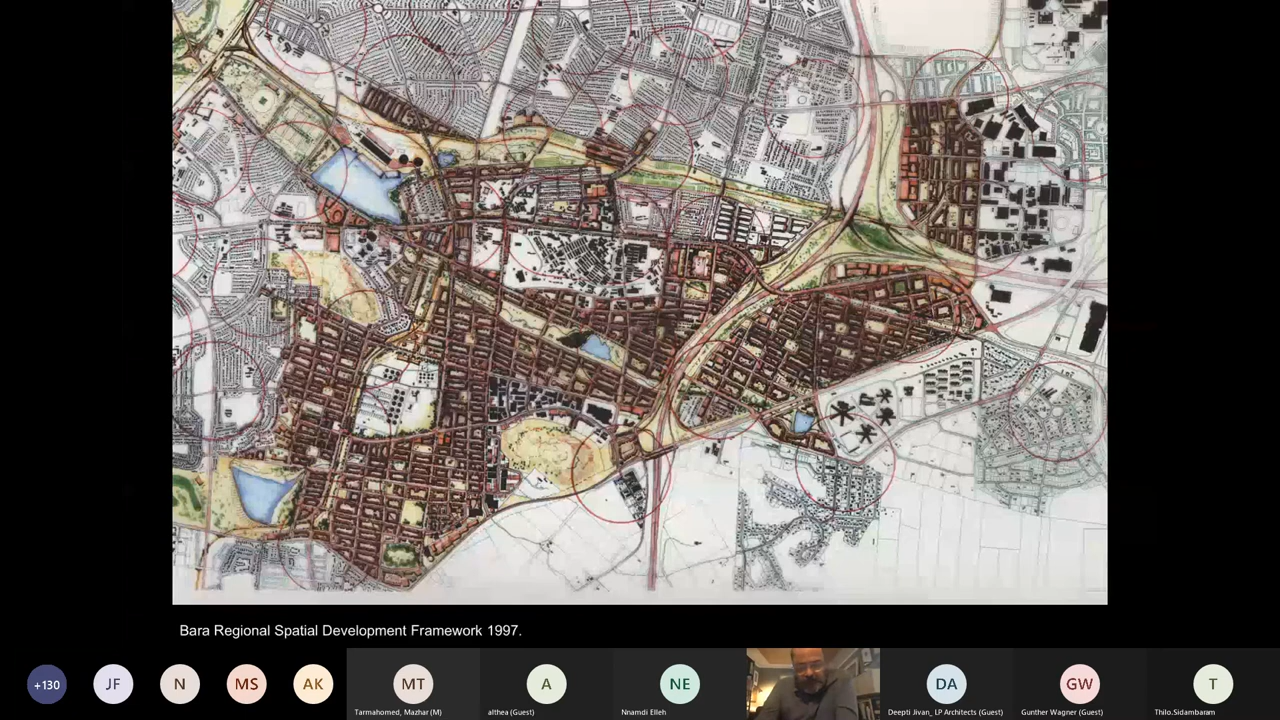 Bara Regional Spatial Development Framework 1997.
+130
JF
N
MS
AK
MT
A
NE
DA
GW
T
Tarmahomed, Mazhar (M)
althea (Guest)
Nnamdi Elleh
Deepti Jivan_ LP Architects (Guest)
Gunther Wagner (Guest)
Thilo.Sidambaram